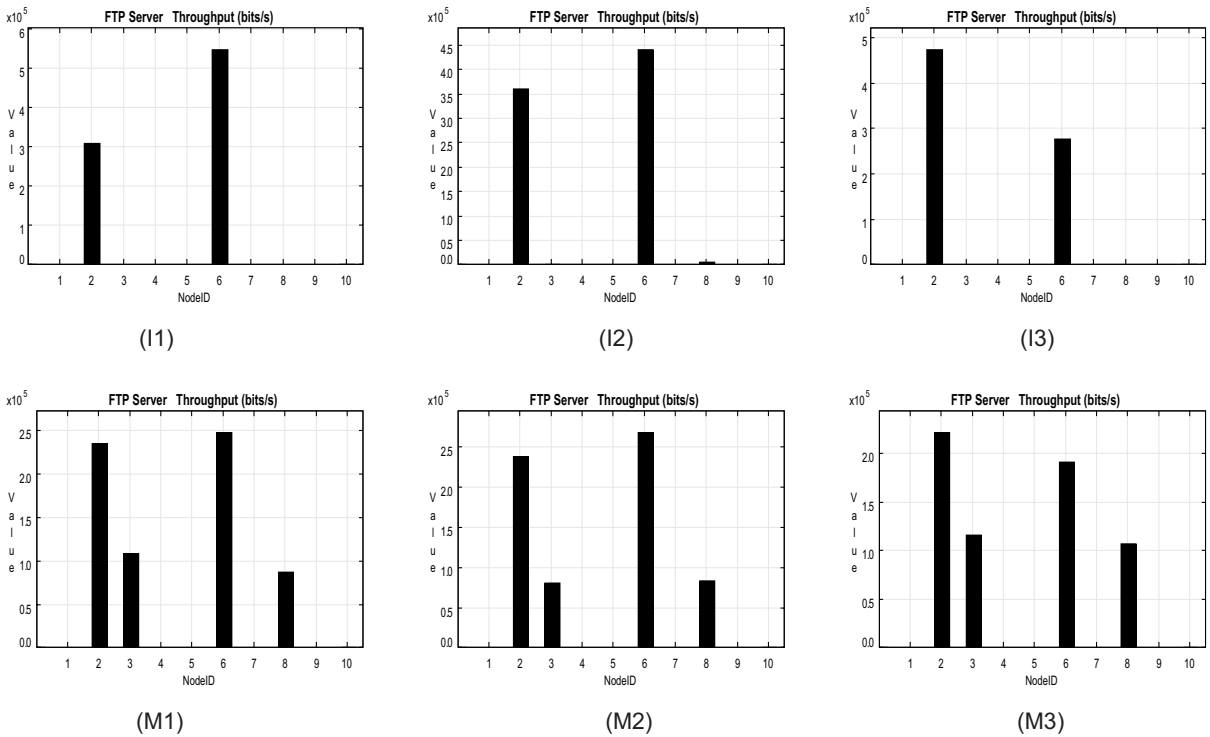 x10^5
FTP Server Throughput (bits/s)
6
5
4
3
2
1
0
Value
1 2 3 4 5 6 7 8 9 10
NodeID
(I1)
x10^5
FTP Server Throughput (bits/s)
4.5
4.0
3.5
3.0
2.5
2.0
1.5
1.0
0.5
0.0
Value
1 2 3 4 5 6 7 8 9 10
NodeID
(I2)
x10^5
FTP Server Throughput (bits/s)
5
4
3
2
1
0
Value
1 2 3 4 5 6 7 8 9 10
NodeID
(I3)
x10^5
FTP Server Throughput (bits/s)
2.5
2.0
1.5
1.0
0.5
0.0
Value
1 2 3 4 5 6 7 8 9 10
NodeID
(M1)
x10^5
FTP Server Throughput (bits/s)
2.5
2.0
1.5
1.0
0.5
0.0
Value
1 2 3 4 5 6 7 8 9 10
NodeID
(M2)
x10^5
FTP Server Throughput (bits/s)
2.0
1.5
1.0
0.5
0.0
Value
1 2 3 4 5 6 7 8 9 10
NodeID
(M3)